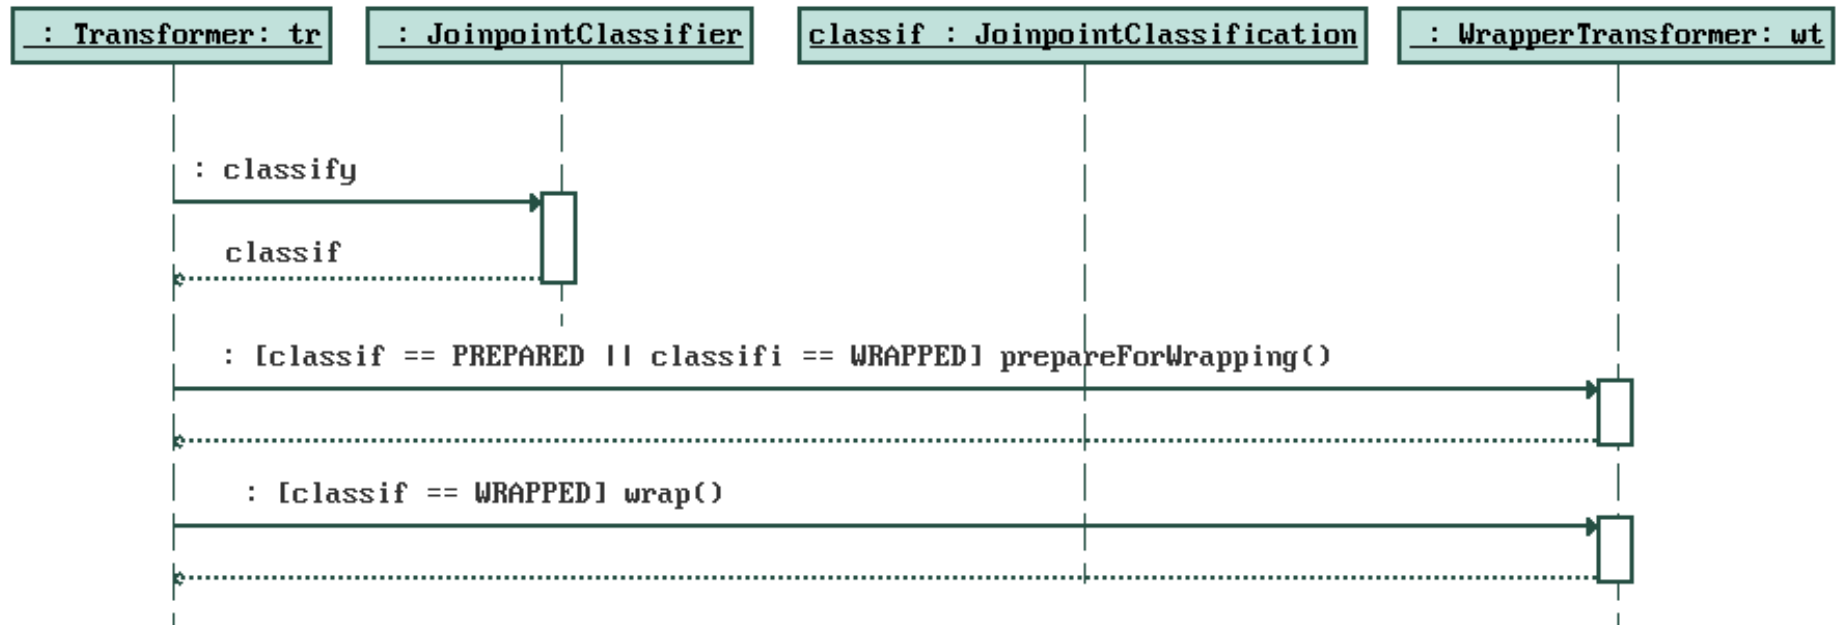 : Transformer: tr
: JoinpointClassifier
classif : JoinpointClassification
: WrapperTransformer: wt
: classify
classif
: [classif == PREPARED || classifi == WRAPPED] prepareForWrapping()
: [classif == WRAPPED] wrap()